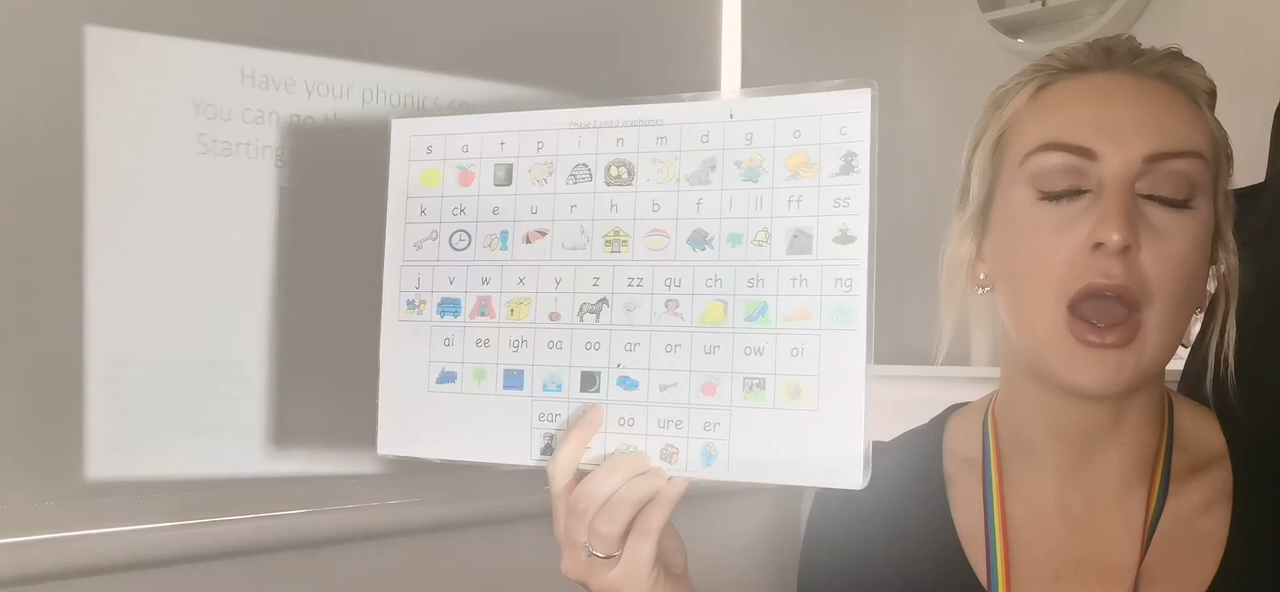 Have your phonics
You can go
Starting
Phase 2 and 3 graphemes
s a t p i n m d g o c
k ck e u r h b f l ll ff ss
j v w x y z zz qu ch sh th ng
ai ee igh oa oo ar or ur ow oi
ear oo ure er